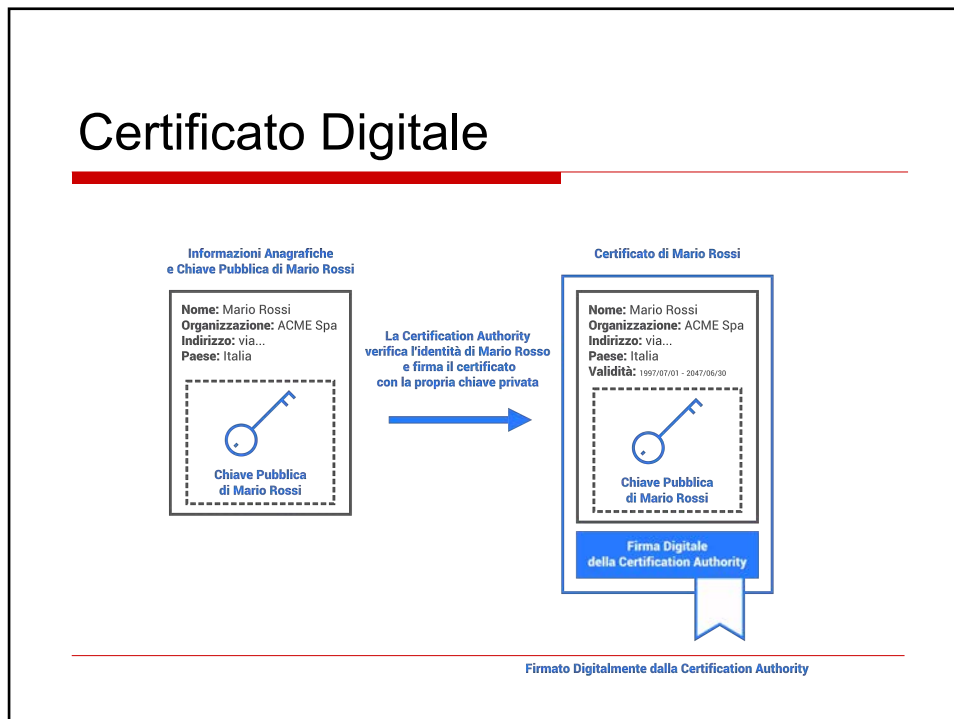 Certificato Digitale
Informazioni Anagrafiche
e Chiave Pubblica di Mario Rossi
Nome: Mario Rossi
Organizzazione: ACME Spa
Indirizzo: via...
Paese: Italia
Chiave Pubblica
di Mario Rossi
La Certification Authority
verifica l'identità di Mario Rosso
e firma il certificato
con la propria chiave privata
Certificato di Mario Rossi
Nome: Mario Rossi
Organizzazione: ACME Spa
Indirizzo: via...
Paese: Italia
Validità: 1997/07/01 - 2047/06/30
Chiave Pubblica
di Mario Rossi
Firma Digitale
della Certification Authority
Firmato Digitalmente dalla Certification Authority